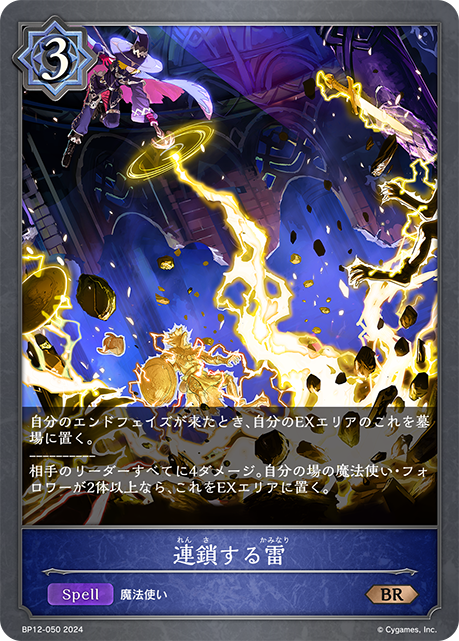 3
自分のエンドフェイズが来たとき、自分のEXエリアのこれを墓
場に置く。
----------
相手のリーダーすべてに4ダメージ。自分の場の魔法使い・フォ
ロワーが2体以上なら、これをEXエリアに置く。
れんさ かみなり
連鎖する雷
Spell 魔法使い BR
BP12-050 2024 © Cygames, Inc.